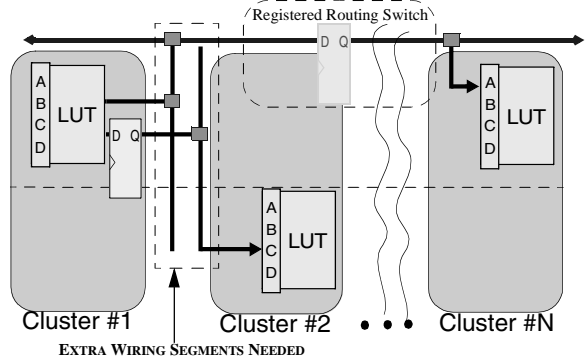 Registered Routing Switch
D Q
A
B
C
D
LUT
D Q
A
B
C
D
LUT
A
B
C
D
LUT
Cluster #1
Cluster #2
Cluster #N
EXTRA WIRING SEGMENTS NEEDED